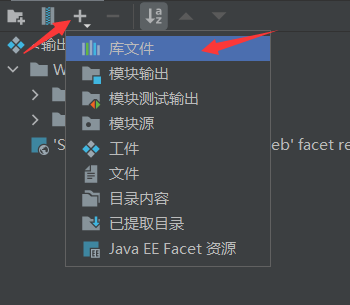 输出
库文件
W
模块输出
模块测试输出
模块源
'S
eb' facet re
工件
文件
目录内容
已提取目录
Java EE Facet 资源